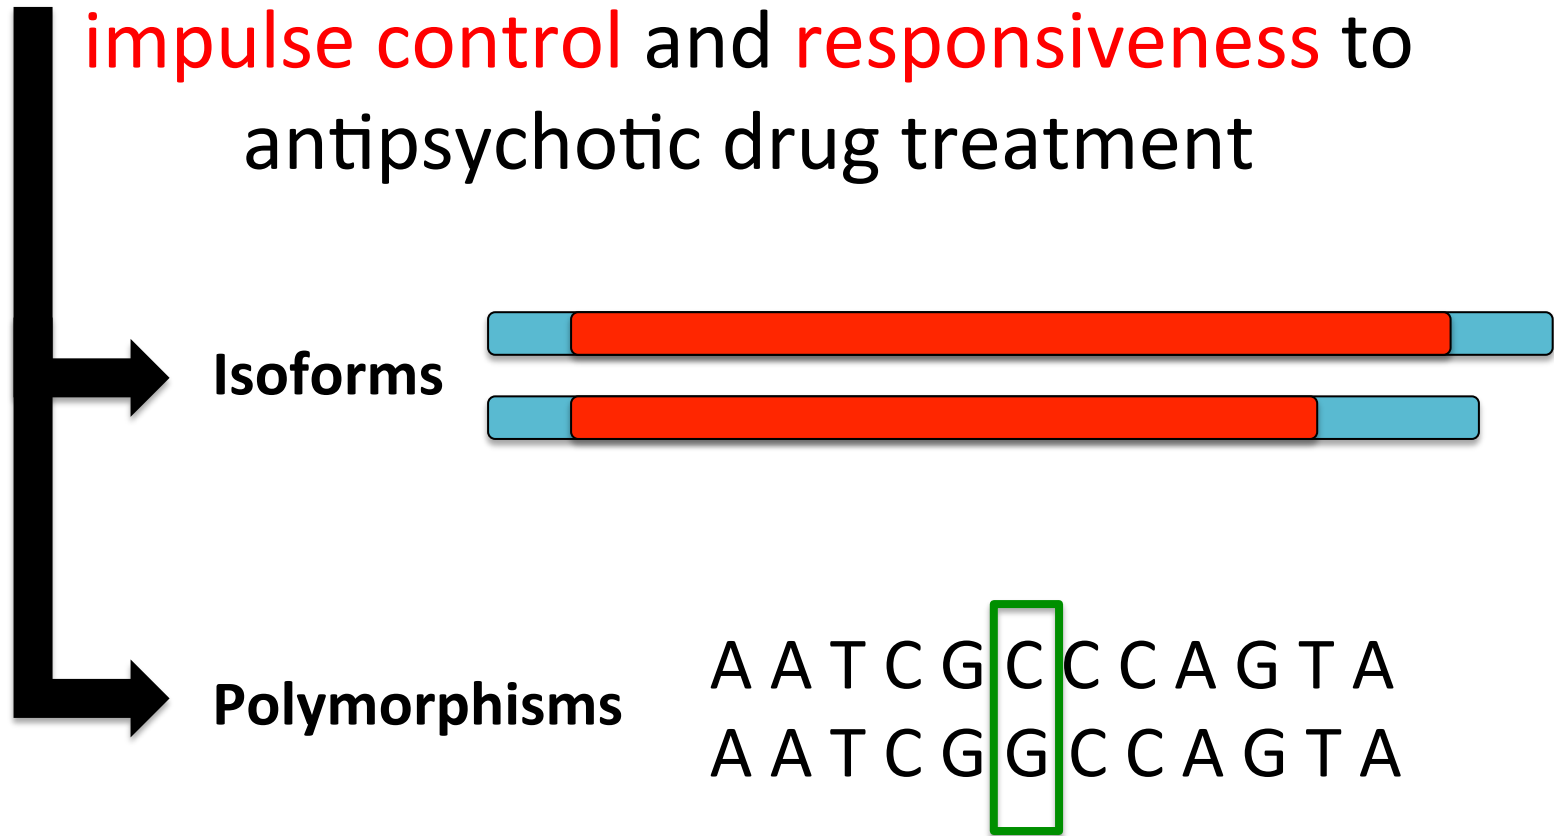 impulse control and responsiveness to
antipsychotic drug treatment
Isoforms
Polymorphisms
A A T C G C C C A G T A
A A T C G G C C A G T A